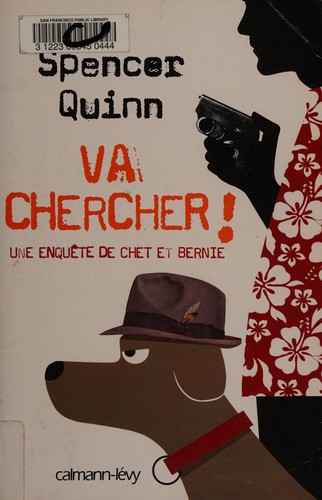 SAN FRANCISCO PUBLIC LIBRARY
Spencer
Quinn
VA
CHERCHER !
UNE ENQUÊTE DE CHET ET BERNIE
calmann-lévy